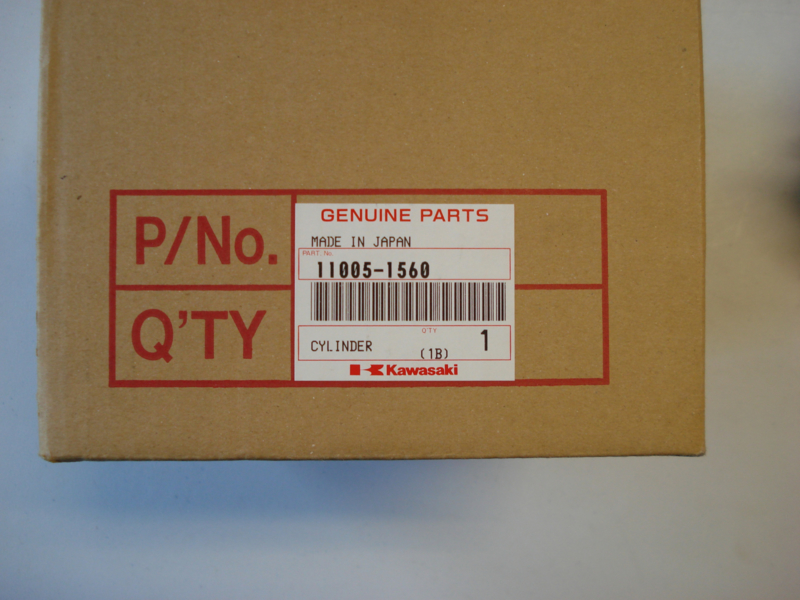 P/No.
GENUINE PARTS
MADE IN JAPAN
PART No.
11005-1560
Q'TY
Q'TY
CYLINDER (1B) 1
Kawasaki